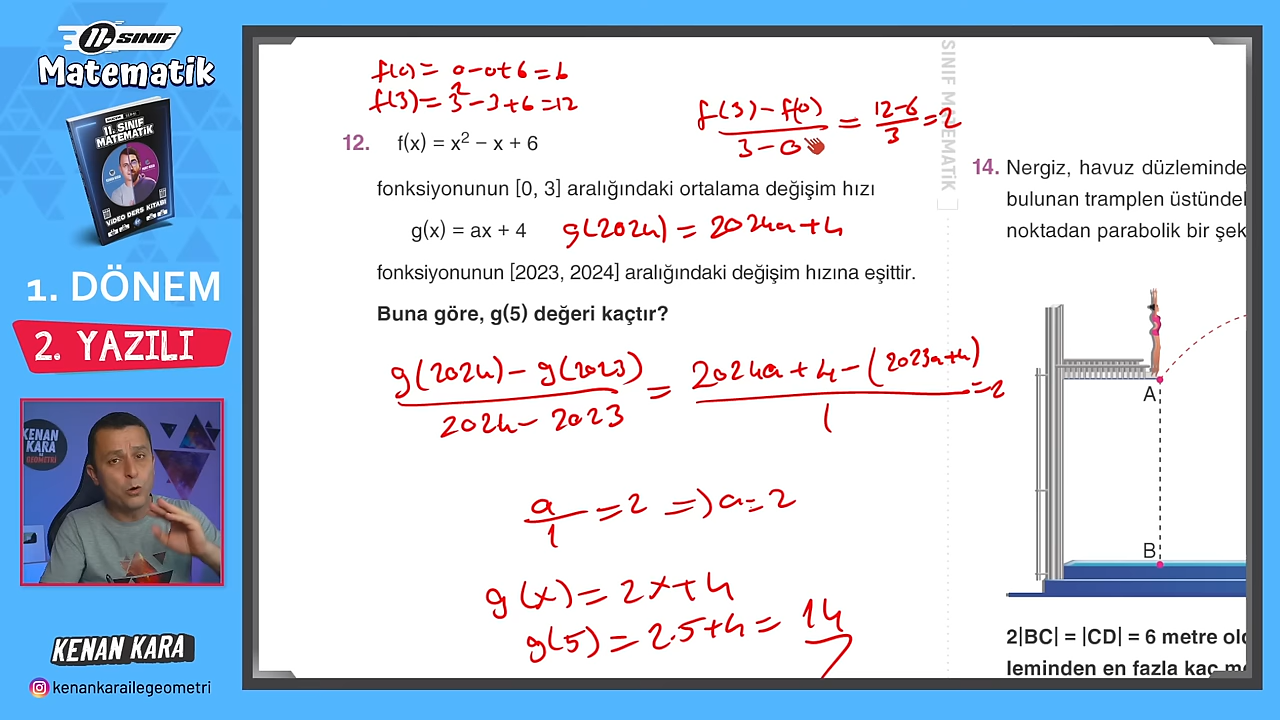 11. SINIF
Matematik
11. SINIF
MATEMATİK
VİDEO DERS KİTABI
1. DÖNEM
2. YAZILI
KENAN
KARA
GEOMETRİ
KENAN KARA
kenankarailegeometri
f(0) = 0-0+6 = 6
f(3) = 3² - 3+6 = 12
f(3) - f(0) / 3 - 0 = 12-6 / 3 = 2
12. f(x) = x² − x + 6
fonksiyonunun [0, 3] aralığındaki ortalama değişim hızı
g(x) = ax + 4 g(2024) = 2024a+4
fonksiyonunun [2023, 2024] aralığındaki değişim hızına eşittir.
Buna göre, g(5) değeri kaçtır?
g(2024) - g(2023) / 2024 - 2023 = 2024a + 4 - (2023a+4) / 1 = 2
a / 1 = 2 => a = 2
g(x) = 2x+4
g(5) = 2.5+4 = 14
SINIF MATEMATİK
14. Nergiz, havuz düzleminde
bulunan tramplen üstünde
noktadan parabolik bir şek
A
B
2|BC| = |CD| = 6 metre old
leminden en fazla kaç me